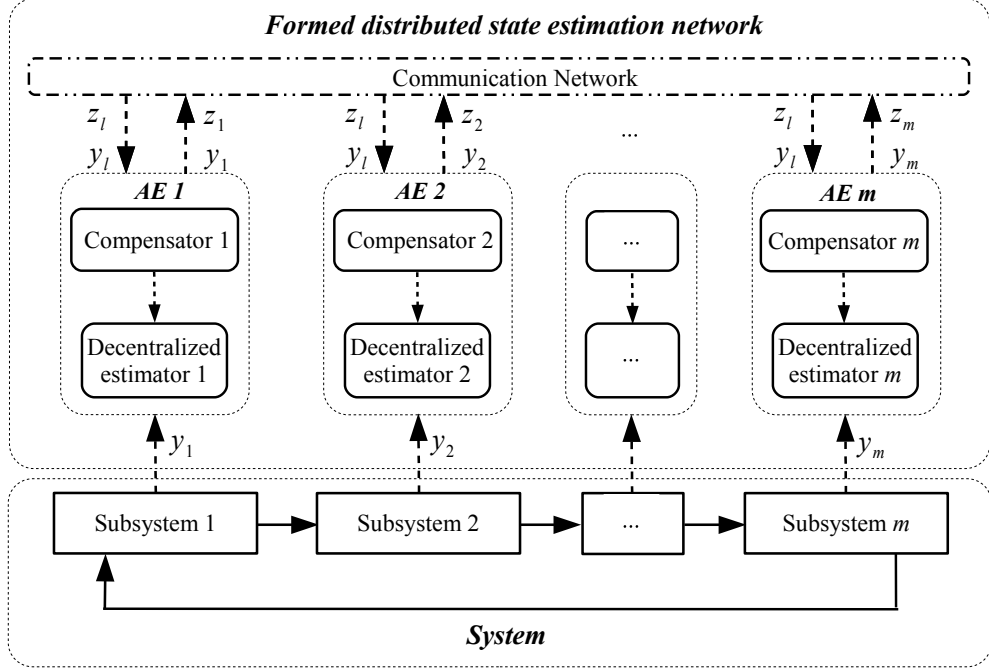 Formed distributed state estimation network
Communication Network
z_l z_1 z_l z_2 ... z_l z_m
y_l y_1 y_l y_2 y_l y_m
AE 1 AE 2 AE m
Compensator 1 Compensator 2 ... Compensator m
Decentralized estimator 1
Decentralized estimator 2
...
Decentralized estimator m
y_1 y_2 y_m
Subsystem 1 Subsystem 2 ... Subsystem m
System